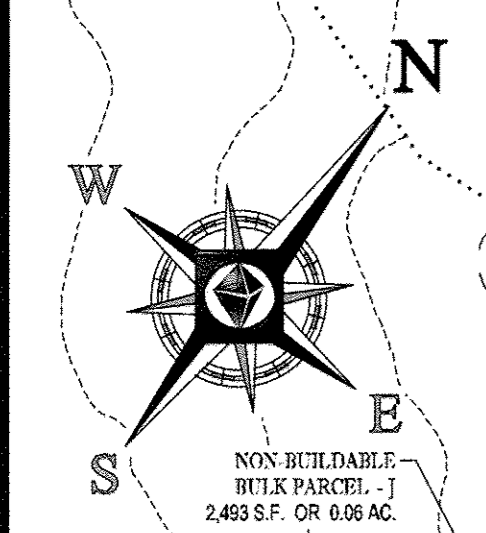 N
W
E
S
NON-BUILDABLE
BULK PARCEL - J
2,493 S.F. OR 0.06 AC.